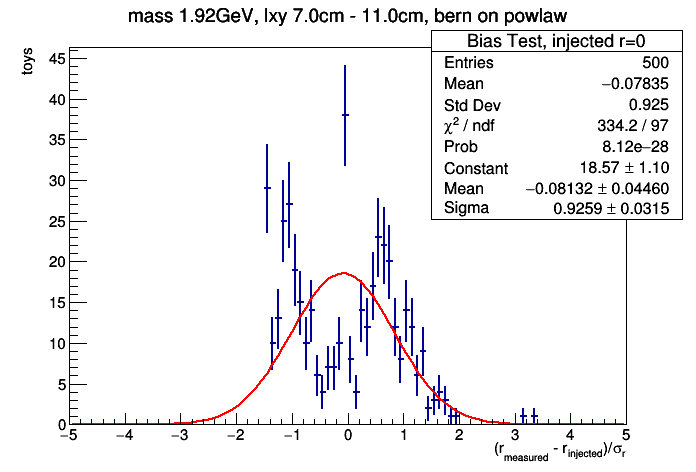 mass 1.92GeV, lxy 7.0cm - 11.0cm, bern on powlaw
Bias Test, injected r=0
Entries 500
Mean −0.07835
Std Dev 0.925
χ² / ndf 334.2 / 97
Prob 8.12e−28
Constant 18.57 ± 1.10
Mean −0.08132 ± 0.04460
Sigma 0.9259 ± 0.0315
toys
45
40
35
30
25
20
15
10
5
0
−5 −4 −3 −2 −1 0 1 2 3 4 5
(r_measured - r_injected)/σ_r